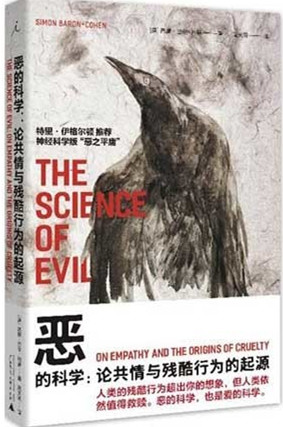 SIMON BARON-COHEN
特里·伊格尔顿 推荐
神经科学版“恶之平庸”
THE SCIENCE
OF
EVIL
恶
ON EMPATHY AND THE ORIGINS OF CRUELTY
的科学：论共情与残酷行为的起源
人类的残酷行为超出你的想象，但人类依
然值得救赎。恶的科学，也是爱的科学。
恶的科学：论共情与残酷行为的起源
THE SCIENCE OF EVIL: ON EMPATHY AND THE ORIGINS OF CRUELTY